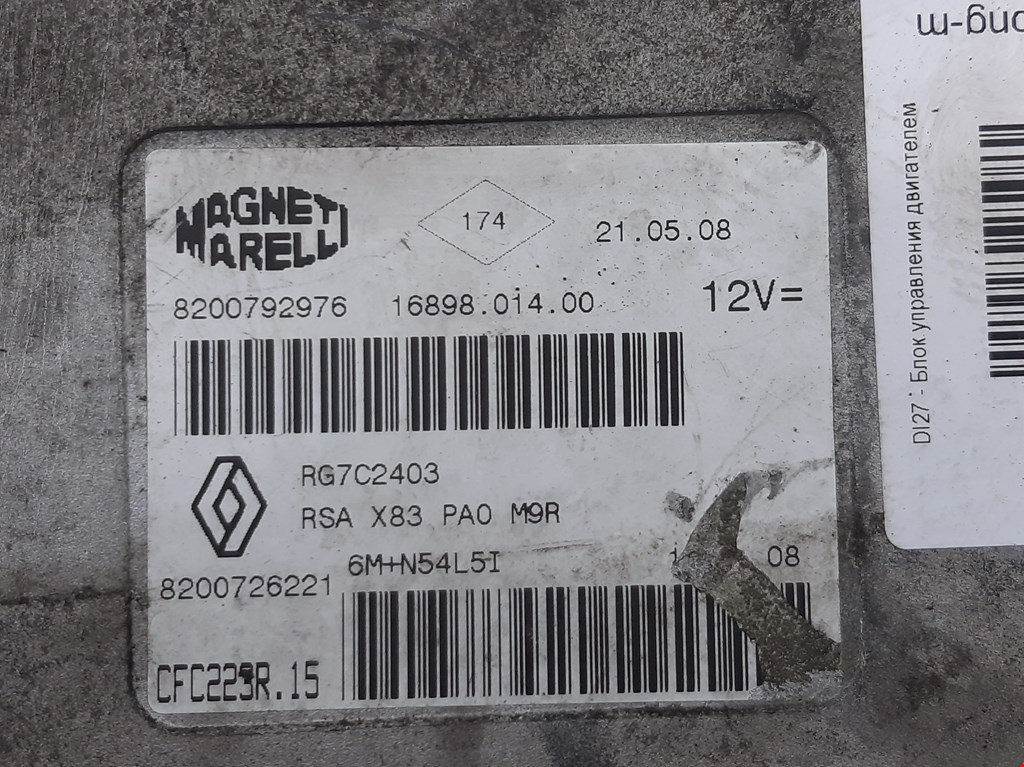 MAGNETI
MARELLI
174
21.05.08
8200792976 16898.014.00
12V=
RG7C2403
RSA X83 PA0 M9R
6M+N54L5I
08
8200726221
CFC223R.15
DI27 - Блок управления двигателем